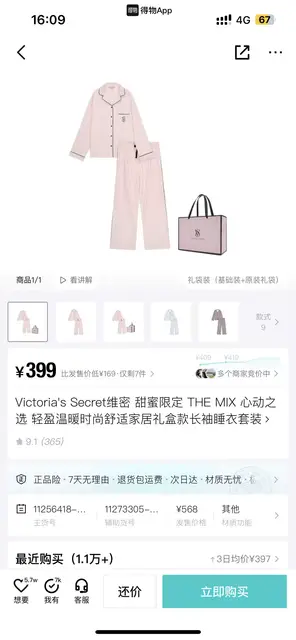 16:09
得物 得物App
4G 67
商品1/1
看讲解
礼袋装（基础装+原装礼袋）
款式
9
¥399 比发售价低¥169·仅剩7件
¥409 ¥419
多个商家竞价中
Victoria's Secret维密 甜蜜限定 THE MIX 心动之
选 轻盈温暖时尚舒适家居礼盒款长袖睡衣套装
9.1 (365)
正品险 · 7天无理由 · 退货包运费 · 次日达 · 材质无忧 ·
11256418-... 11273305-... ¥568 其他
主货号 辅助货号 发售价格 材质功能
最近购买（1.1万+）
↑3日均价¥397
5.7w
想要
7k
我有
客服
还价
立即购买